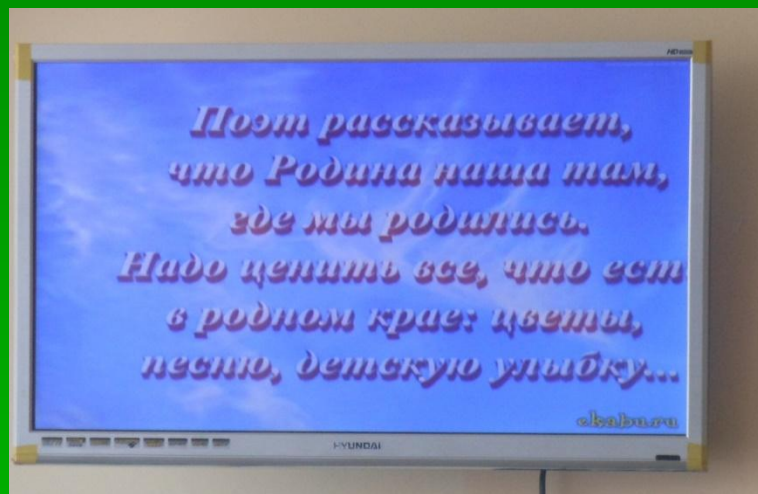 Поэт рассказывает,
что Родина наша там,
где мы родились.
Надо ценить все, что ест
в родном крае: цветы,
песню, детскую улыбку...
ekabu.ru
HYUNDAI